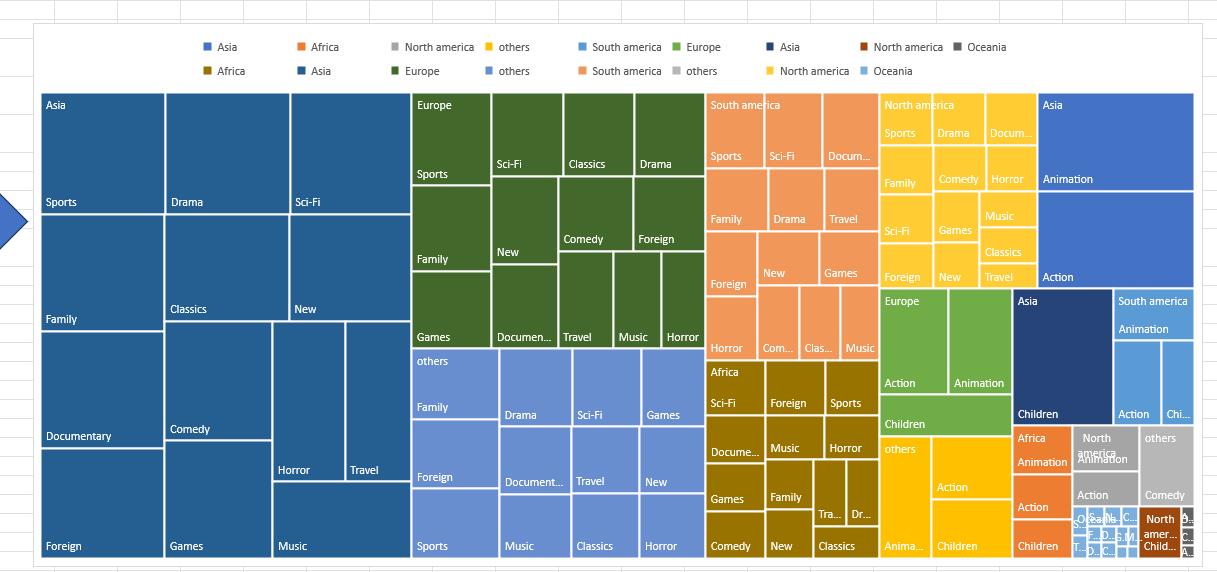 Asia Africa North america others South america Europe Asia North america Oceania
Africa Asia Europe others South america others North america Oceania
Asia
Sports
Drama
Sci-Fi
Family
Classics
New
Documentary
Comedy
Horror
Travel
Foreign
Games
Music
Europe
Sports
Sci-Fi
Classics
Drama
Family
New
Comedy
Foreign
Games
Documen...
Travel
Music
Horror
others
Family
Drama
Sci-Fi
Games
Foreign
Document...
Travel
New
Sports
Music
Classics
Horror
South america
Sports
Sci-Fi
Docum...
Family
Drama
Travel
Foreign
New
Games
Horror
Com...
Clas...
Music
Africa
Sci-Fi
Foreign
Sports
Docume...
Music
Horror
Games
Family
Tra...
Dr...
Comedy
New
Classics
North america
Sports
Drama
Docum...
Family
Comedy
Horror
Sci-Fi
Games
Music
Classics
Foreign
New
Travel
Asia
Animation
Action
Europe
Action
Animation
Children
others
Anima...
Action
Children
Asia
Children
South america
Animation
Action
Chi...
Africa
Animation
Action
Children
North
america
Animation
Action
others
Comedy
Oceania
S...
N...
C...
S...
F...
D...
G...
M...
T...
D...
C...
North
amer...
Child...
A...
C...
A...